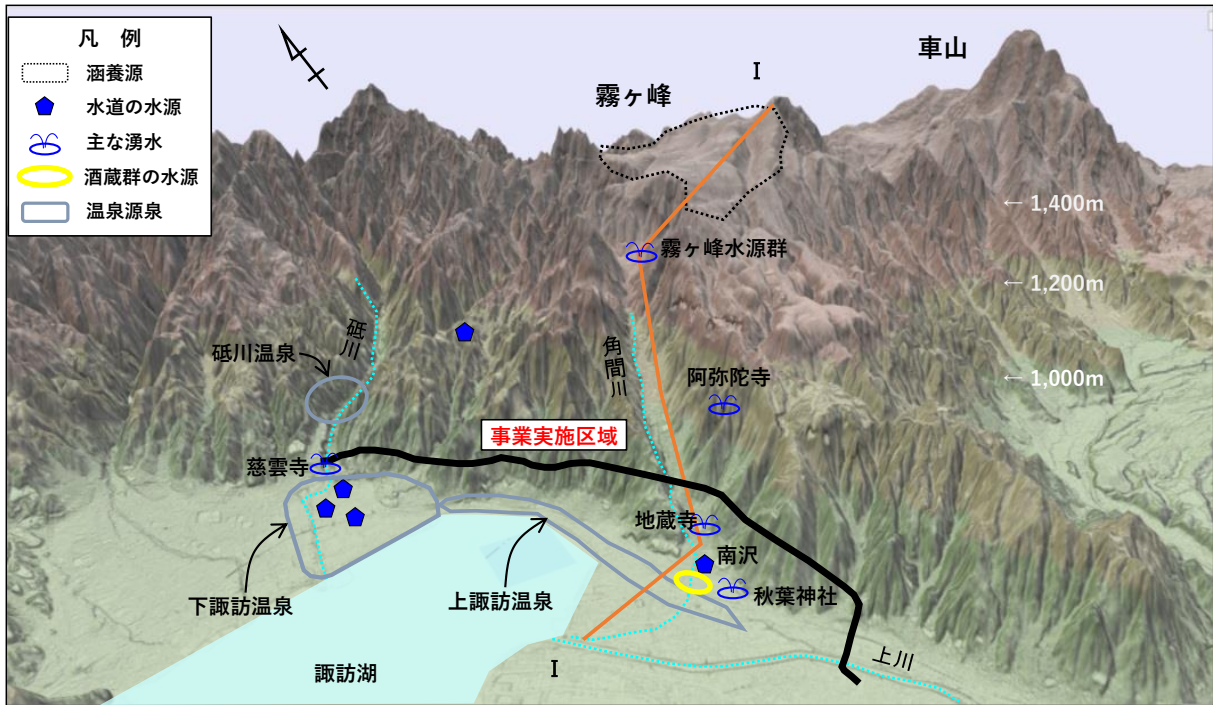 凡 例
涵養源
水道の水源
主な湧水
酒蔵群の水源
温泉源泉
車山
I
霧ヶ峰
← 1,400m
霧ヶ峰水源群
← 1,200m
砥川
砥川温泉
角間川
阿弥陀寺
← 1,000m
事業実施区域
慈雲寺
地蔵寺
南沢
秋葉神社
下諏訪温泉
上諏訪温泉
諏訪湖
I
上川